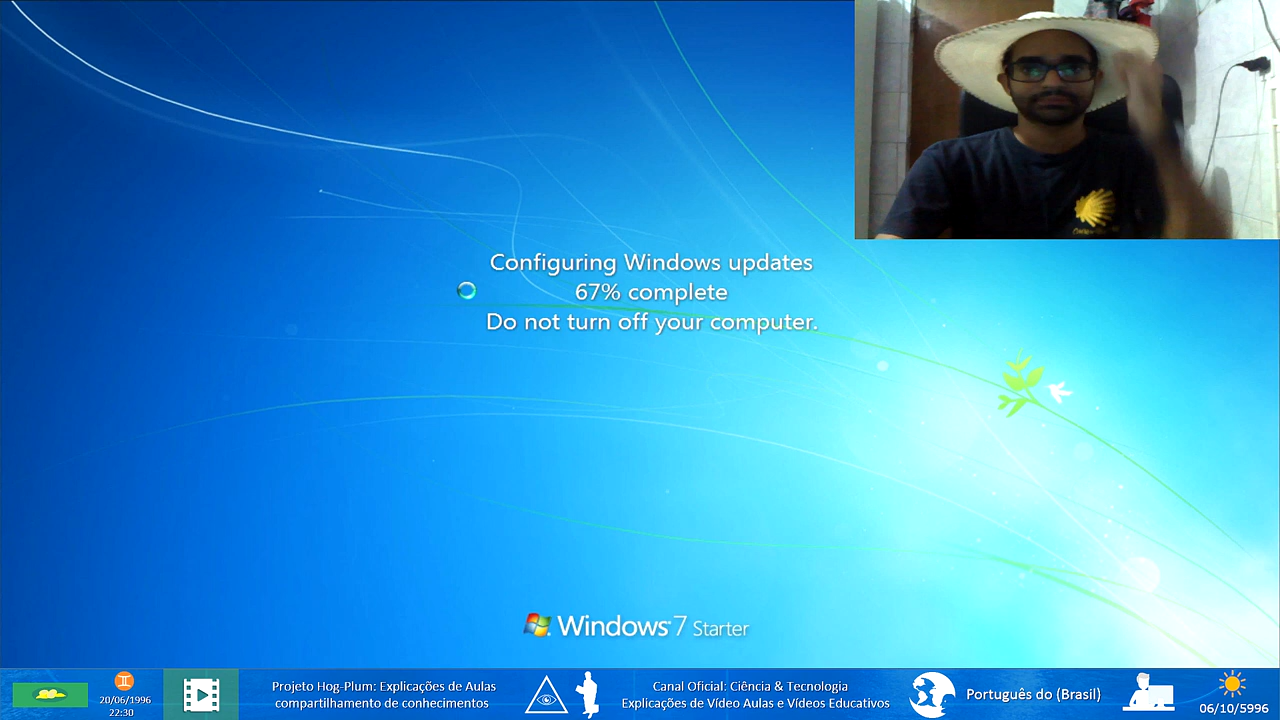 Configuring Windows updates
67% complete
Do not turn off your computer.
Windows 7 Starter
20/06/1996
22:30
Projeto Hog-Plum: Explicações de Aulas
compartilhamento de conhecimentos
Canal Oficial: Ciência & Tecnologia
Explicações de Vídeo Aulas e Vídeos Educativos
Português do (Brasil)
06/10/5996